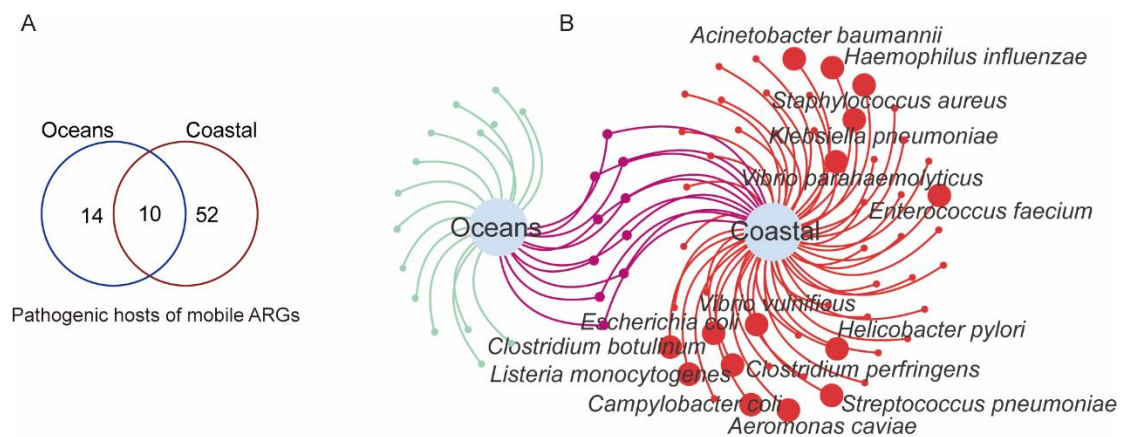 A
Oceans
Coastal
14
10
52
Pathogenic hosts of mobile ARGs
B
Acinetobacter baumannii
Haemophilus influenzae
Staphylococcus aureus
Klebsiella pneumoniae
Vibrio parahaemolyticus
Enterococcus faecium
Oceans
Coastal
Vibrio vulnificus
Escherichia coli
Helicobacter pylori
Clostridium botulinum
Clostridium perfringens
Listeria monocytogenes
Campylobacter coli
Streptococcus pneumoniae
Aeromonas caviae